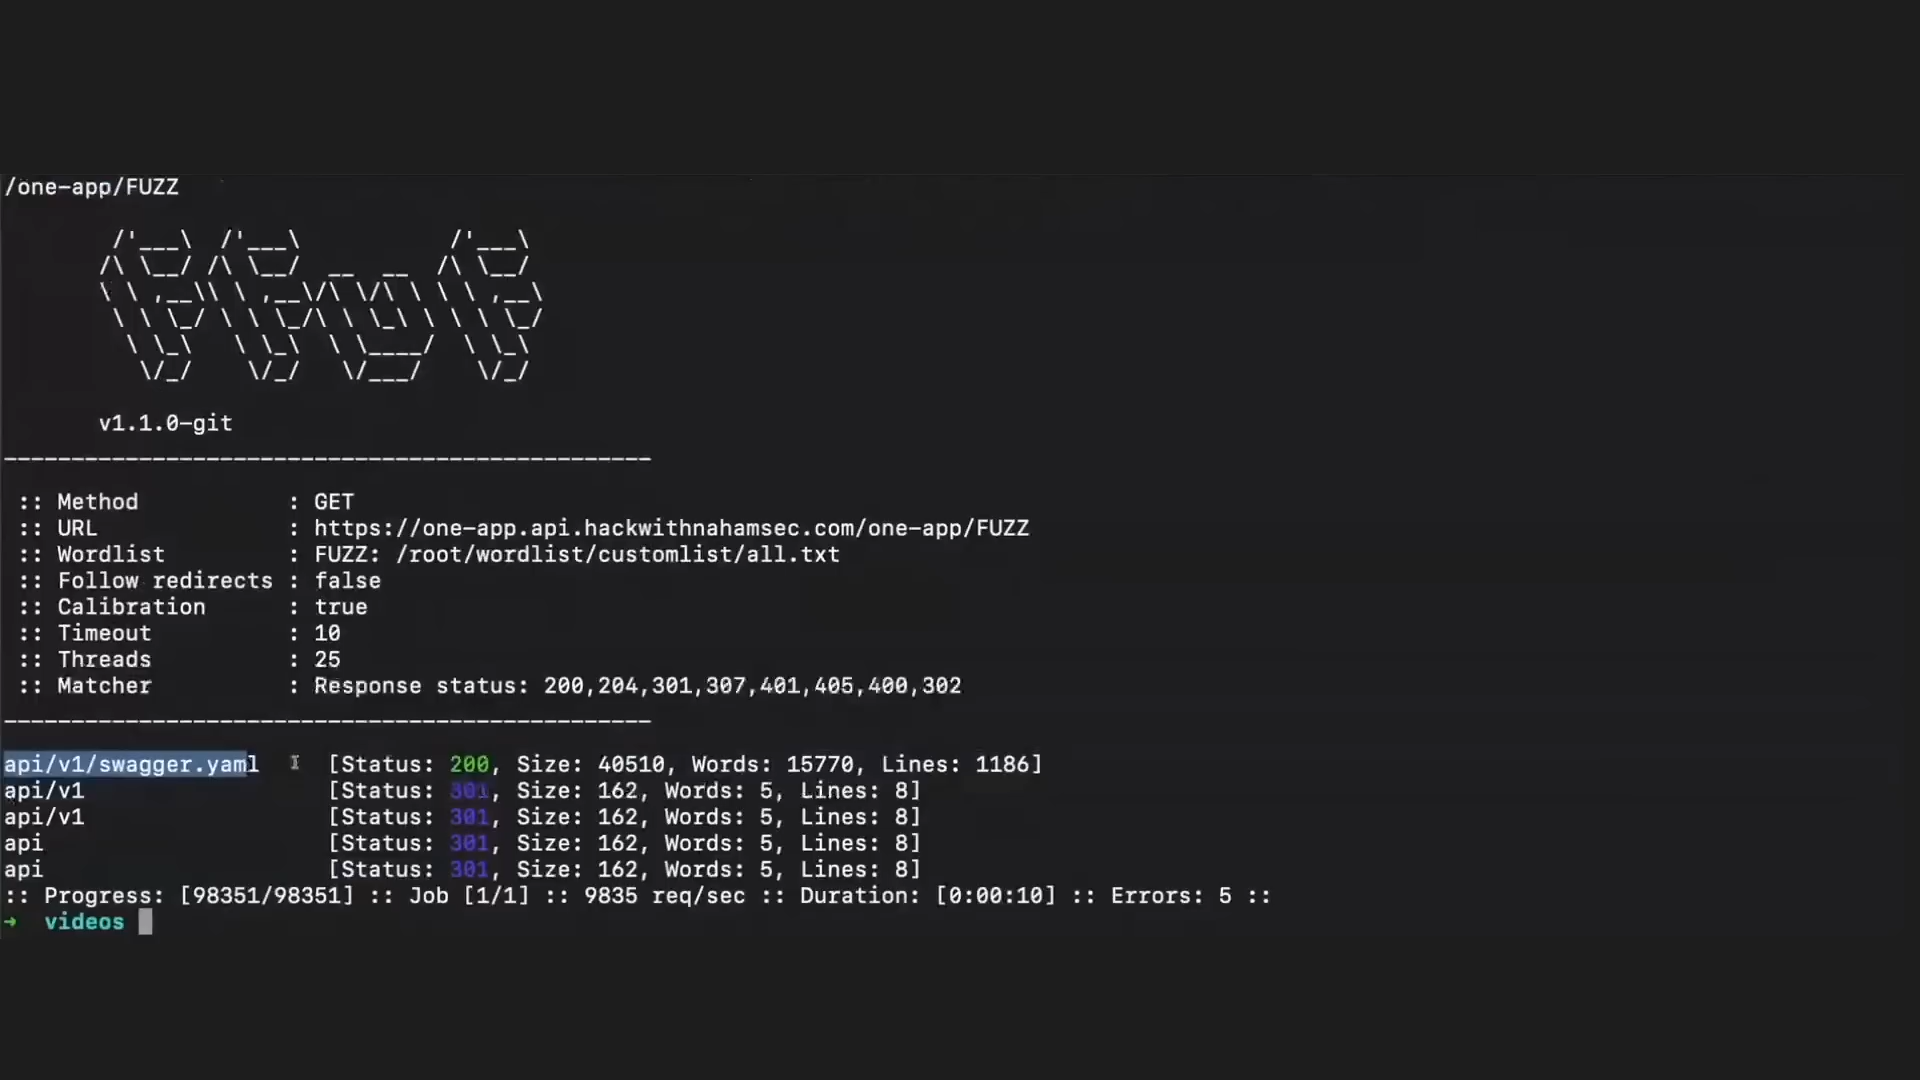 /one-app/FUZZ
/'___\  /'___\           /'___\
/\ \__/ /\ \__/  __  __  /\ \__/
\ \ ,__\\ \ ,__\/\ \/\ \ \ \ ,__\
\ \ \_/ \ \ \_/\ \ \_\ \ \ \ \_/
\ \_\   \ \_\  \ \____/  \ \_\
\/_/    \/_/   \/___/    \/_/
v1.1.0-git
________________________________________________
:: Method           : GET
:: URL              : https://one-app.api.hackwithnahamsec.com/one-app/FUZZ
:: Wordlist         : FUZZ: /root/wordlist/customlist/all.txt
:: Follow redirects : false
:: Calibration      : true
:: Timeout          : 10
:: Threads          : 25
:: Matcher          : Response status: 200,204,301,307,401,405,400,302
________________________________________________
api/v1/swagger.yaml     [Status: 200, Size: 40510, Words: 15770, Lines: 1186]
api/v1                  [Status: 301, Size: 162, Words: 5, Lines: 8]
api/v1                  [Status: 301, Size: 162, Words: 5, Lines: 8]
api                     [Status: 301, Size: 162, Words: 5, Lines: 8]
api                     [Status: 301, Size: 162, Words: 5, Lines: 8]
:: Progress: [98351/98351] :: Job [1/1] :: 9835 req/sec :: Duration: [0:00:10] :: Errors: 5 ::
→ videos